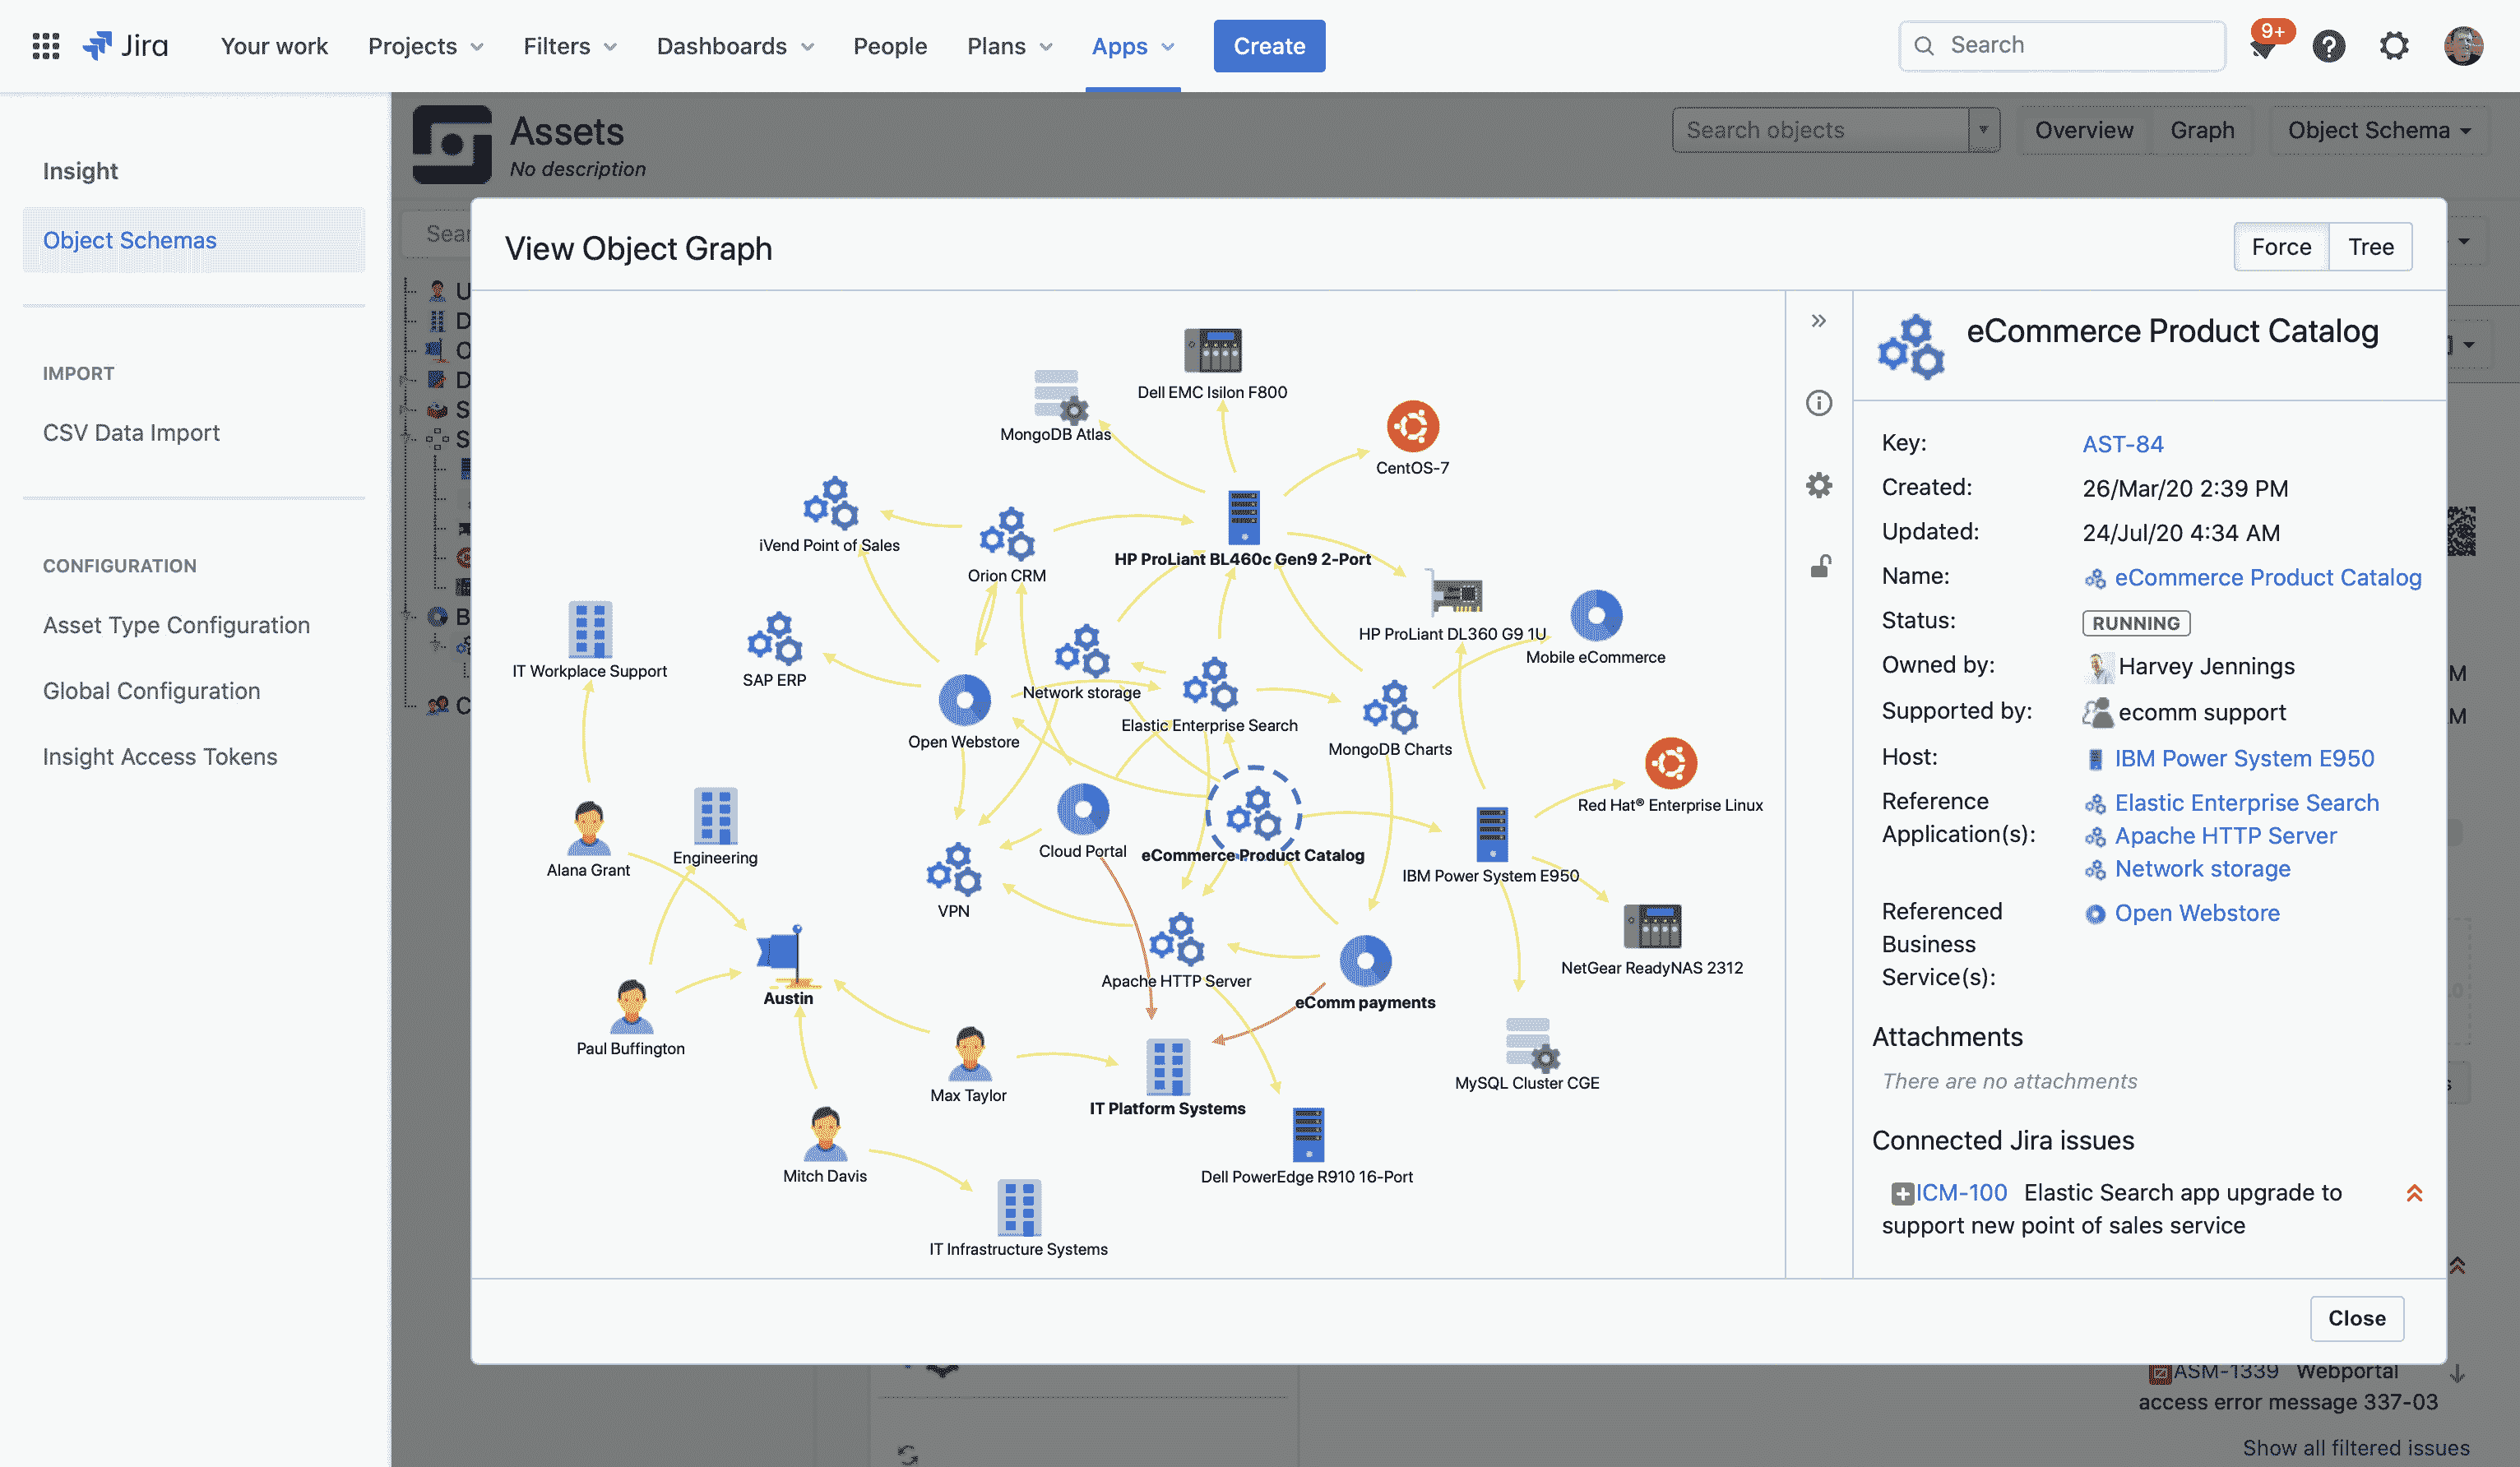 Jira
Your work
Projects
Filters
Dashboards
People
Plans
Apps
Create
Search
9+
Insight
Object Schemas
IMPORT
CSV Data Import
CONFIGURATION
Asset Type Configuration
Global Configuration
Insight Access Tokens
Assets
No description
Search objects
Overview
Graph
Object Schema
View Object Graph
Force
Tree
Dell EMC Isilon F800
MongoDB Atlas
CentOS-7
iVend Point of Sales
Orion CRM
HP ProLiant BL460c Gen9 2-Port
HP ProLiant DL360 G9 1U
Mobile eCommerce
IT Workplace Support
SAP ERP
Network storage
Elastic Enterprise Search
Open Webstore
MongoDB Charts
Red Hat® Enterprise Linux
Alana Grant
Engineering
Cloud Portal
eCommerce Product Catalog
IBM Power System E950
VPN
Apache HTTP Server
NetGear ReadyNAS 2312
Austin
eComm payments
Paul Buffington
Max Taylor
IT Platform Systems
MySQL Cluster CGE
Mitch Davis
Dell PowerEdge R910 16-Port
IT Infrastructure Systems
eCommerce Product Catalog
Key: AST-84
Created: 26/Mar/20 2:39 PM
Updated: 24/Jul/20 4:34 AM
Name: eCommerce Product Catalog
Status: RUNNING
Owned by: Harvey Jennings
Supported by: ecomm support
Host: IBM Power System E950
Reference Elastic Enterprise Search
Application(s): Apache HTTP Server
Network storage
Referenced Open Webstore
Business
Service(s):
Attachments
There are no attachments
Connected Jira issues
ICM-100 Elastic Search app upgrade to
support new point of sales service
Close
ASM-1339 Webportal
access error message 337-03
Show all filtered issues